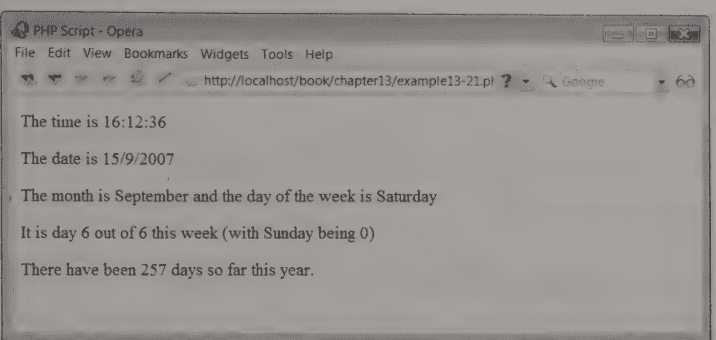 PHP Script - Opera
File Edit View Bookmarks Widgets Tools Help
http://localhost/book/chapter13/example13-21.pl ? Google
The time is 16:12:36
The date is 15/9/2007
The month is September and the day of the week is Saturday
It is day 6 out of 6 this week (with Sunday being 0)
There have been 257 days so far this year.